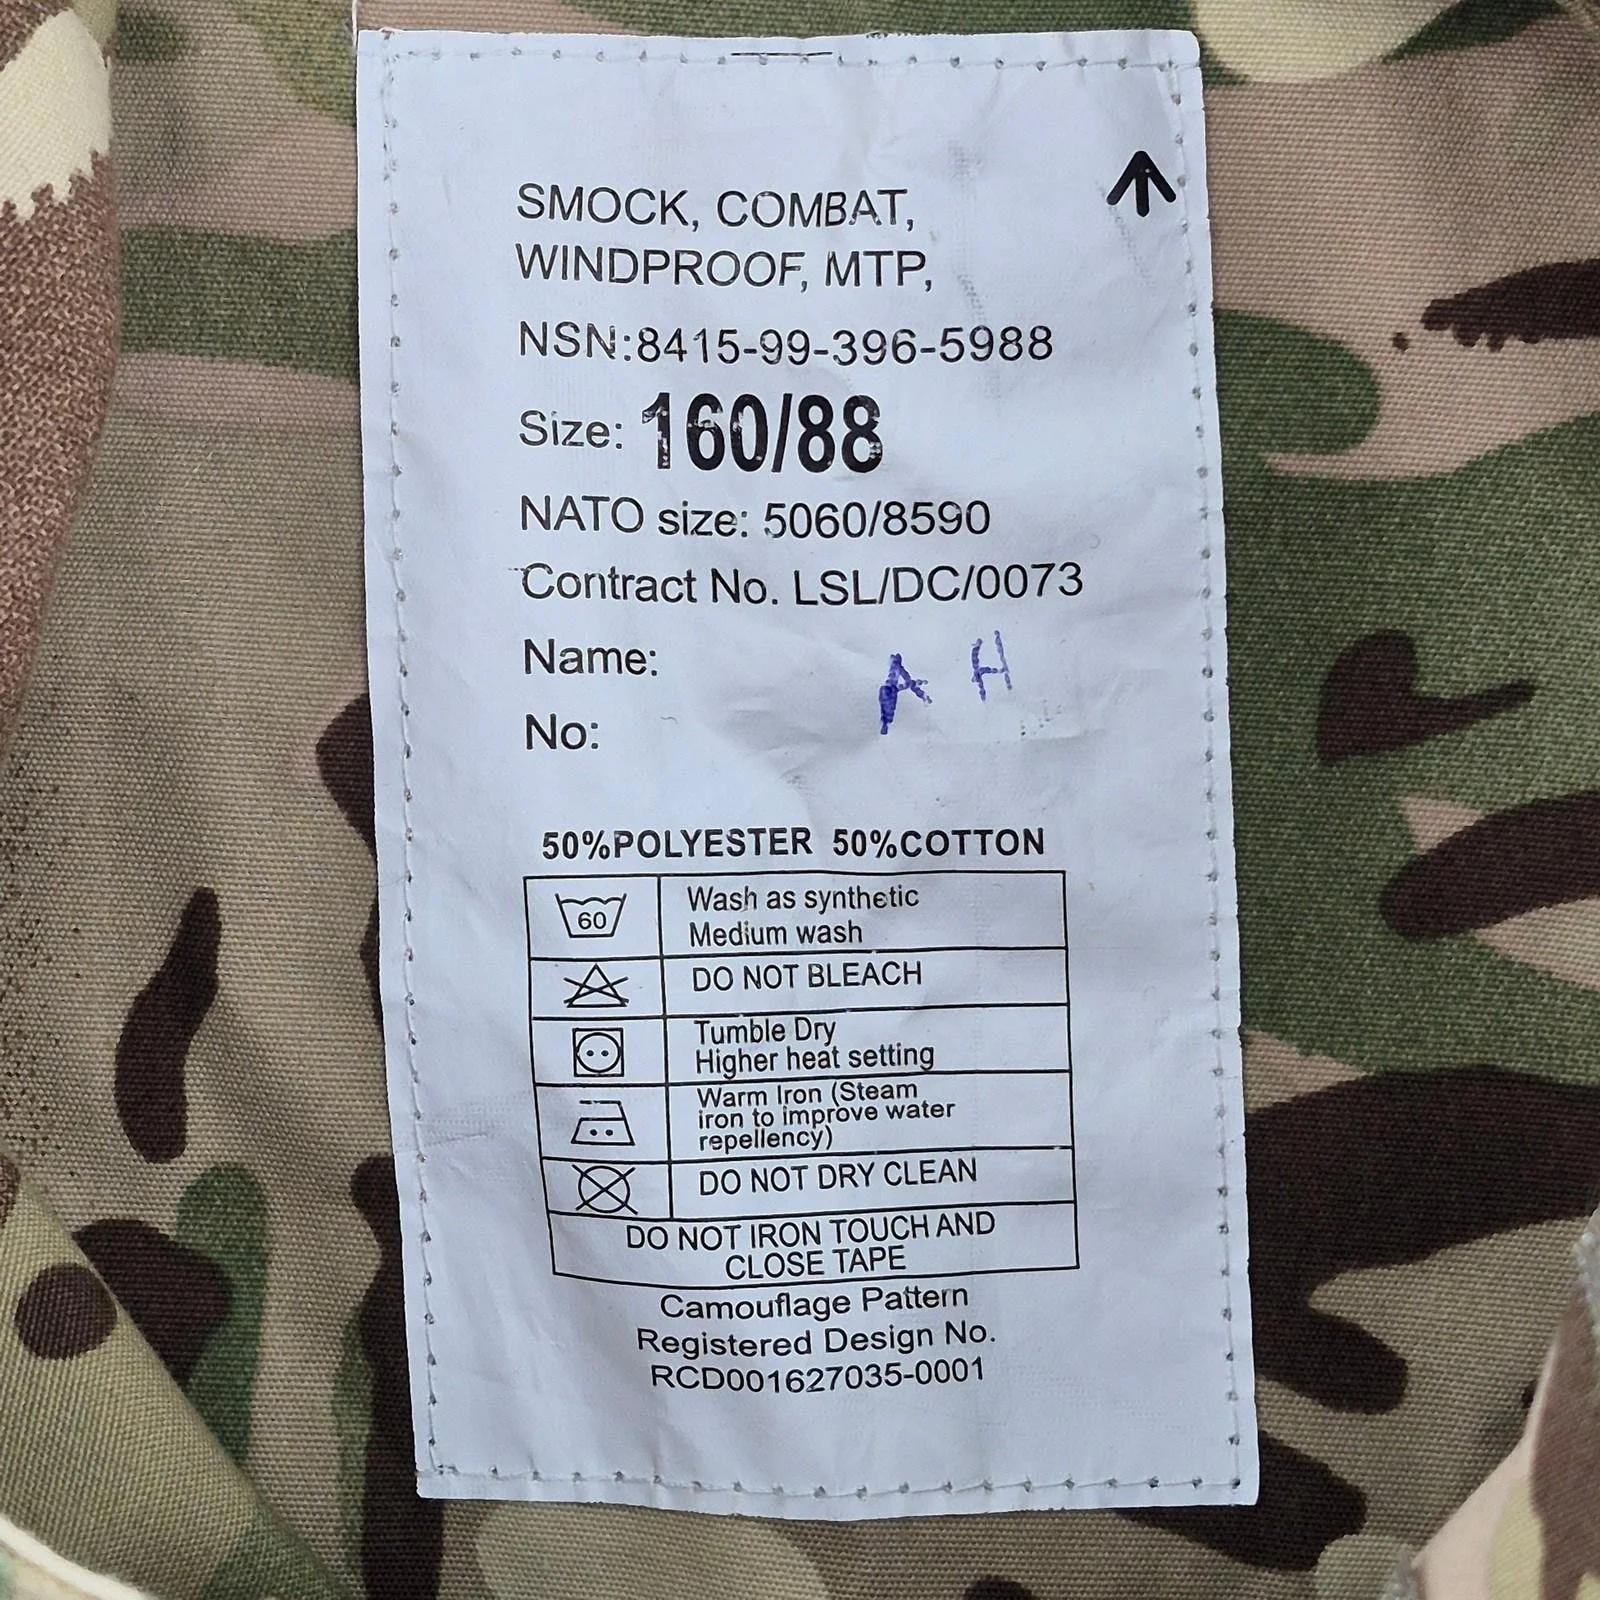 SMOCK, COMBAT,
WINDPROOF, MTP,
NSN:8415-99-396-5988
Size: 160/88
NATO size: 5060/8590
Contract No. LSL/DC/0073
Name: A H
No:
50%POLYESTER 50%COTTON
60 Wash as synthetic
Medium wash
DO NOT BLEACH
Tumble Dry
Higher heat setting
Warm Iron (Steam
iron to improve water
repellency)
DO NOT DRY CLEAN
DO NOT IRON TOUCH AND
CLOSE TAPE
Camouflage Pattern
Registered Design No.
RCD001627035-0001